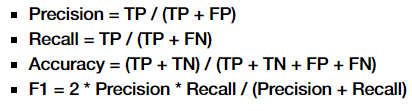 ▪ Precision = TP / (TP + FP)
▪ Recall = TP / (TP + FN)
▪ Accuracy = (TP + TN) / (TP + TN + FP + FN)
▪ F1 = 2 * Precision * Recall / (Precision + Recall)